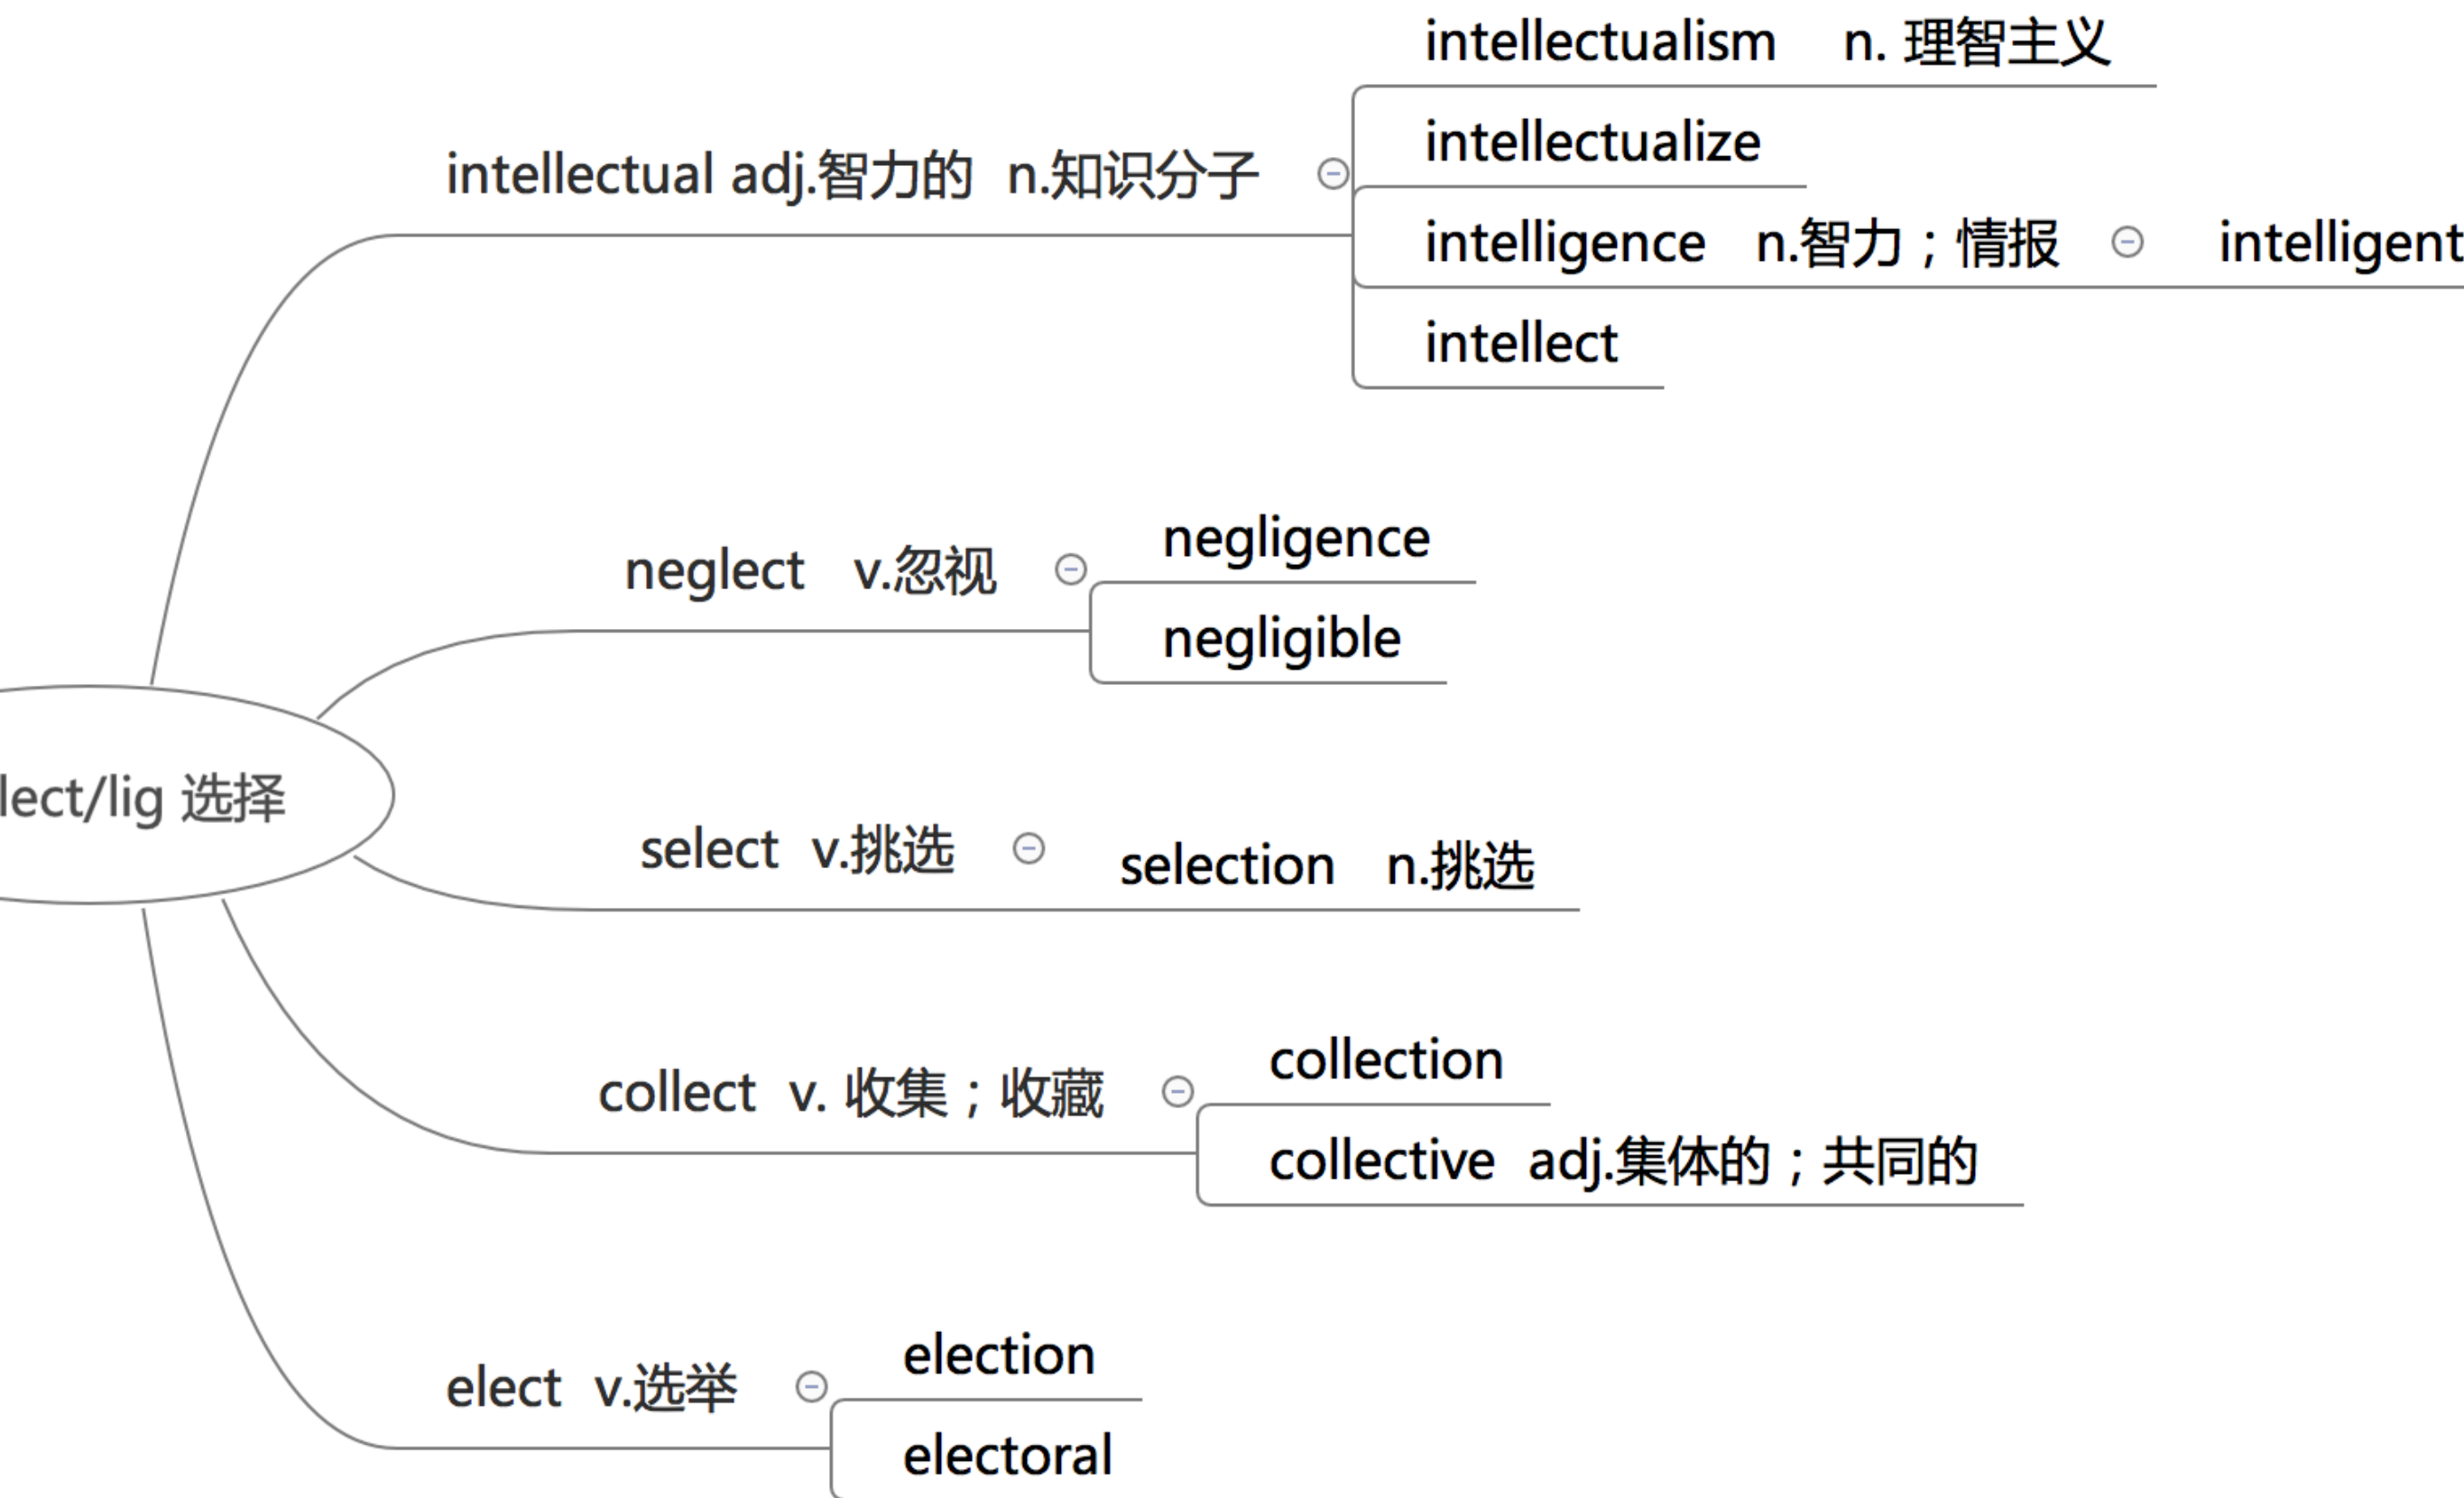 intellectualism n. 理智主义
intellectualize
intellectual adj.智力的 n.知识分子
intelligence n.智力；情报
intelligent
intellect
negligence
neglect v.忽视
negligible
lect/lig 选择
select v.挑选
selection n.挑选
collection
collect v. 收集；收藏
collective adj.集体的；共同的
election
elect v.选举
electoral